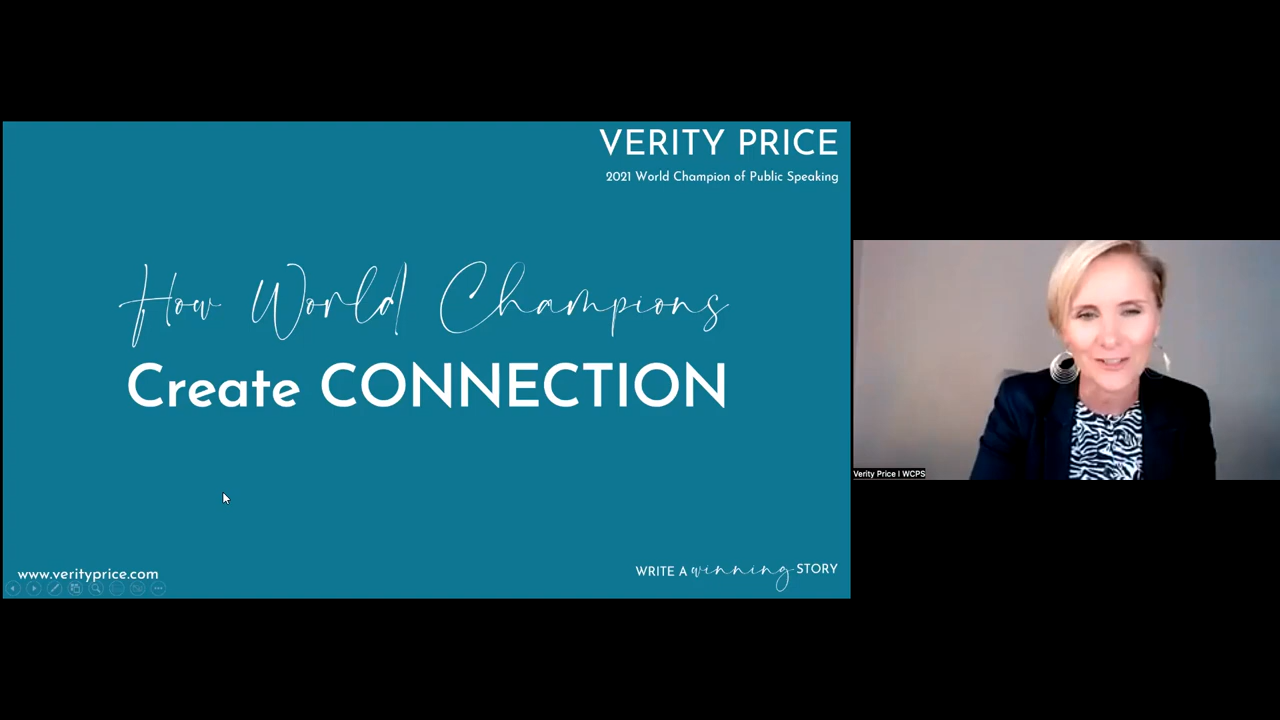 VERITY PRICE
2021 World Champion of Public Speaking
How World Champions
Create CONNECTION
www.verityprice.com
WRITE A winning STORY
Verity Price I WCPS